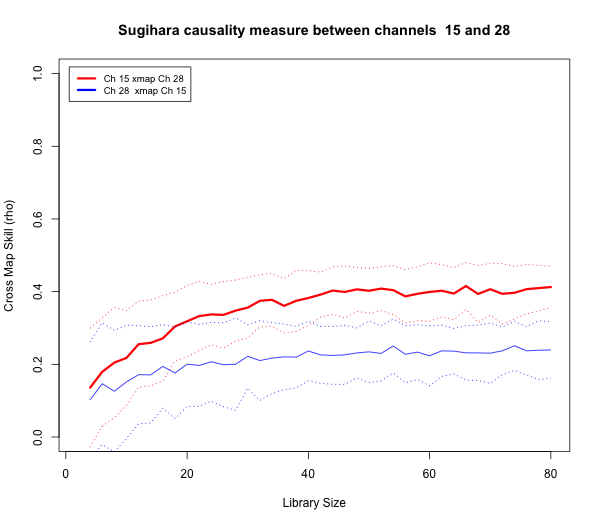 Sugihara causality measure between channels  15 and 28
Ch 15 xmap Ch 28
Ch 28  xmap Ch 15
Cross Map Skill (rho)
1.0
0.8
0.6
0.4
0.2
0.0
0 20 40 60 80
Library Size